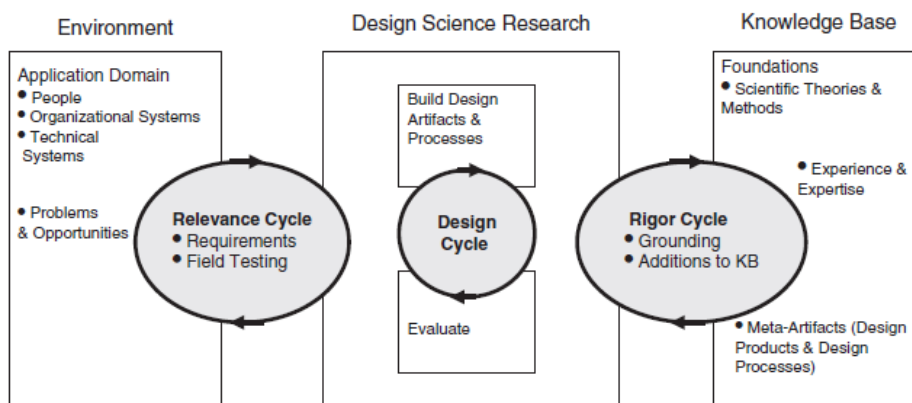 Environment
Design Science Research
Knowledge Base
Application Domain
• People
• Organizational Systems
• Technical
Systems
• Problems
& Opportunities
Relevance Cycle
• Requirements
• Field Testing
Build Design
Artifacts &
Processes
Design
Cycle
Evaluate
Rigor Cycle
• Grounding
• Additions to KB
Foundations
• Scientific Theories &
Methods
• Experience &
Expertise
• Meta-Artifacts (Design
Products & Design
Processes)